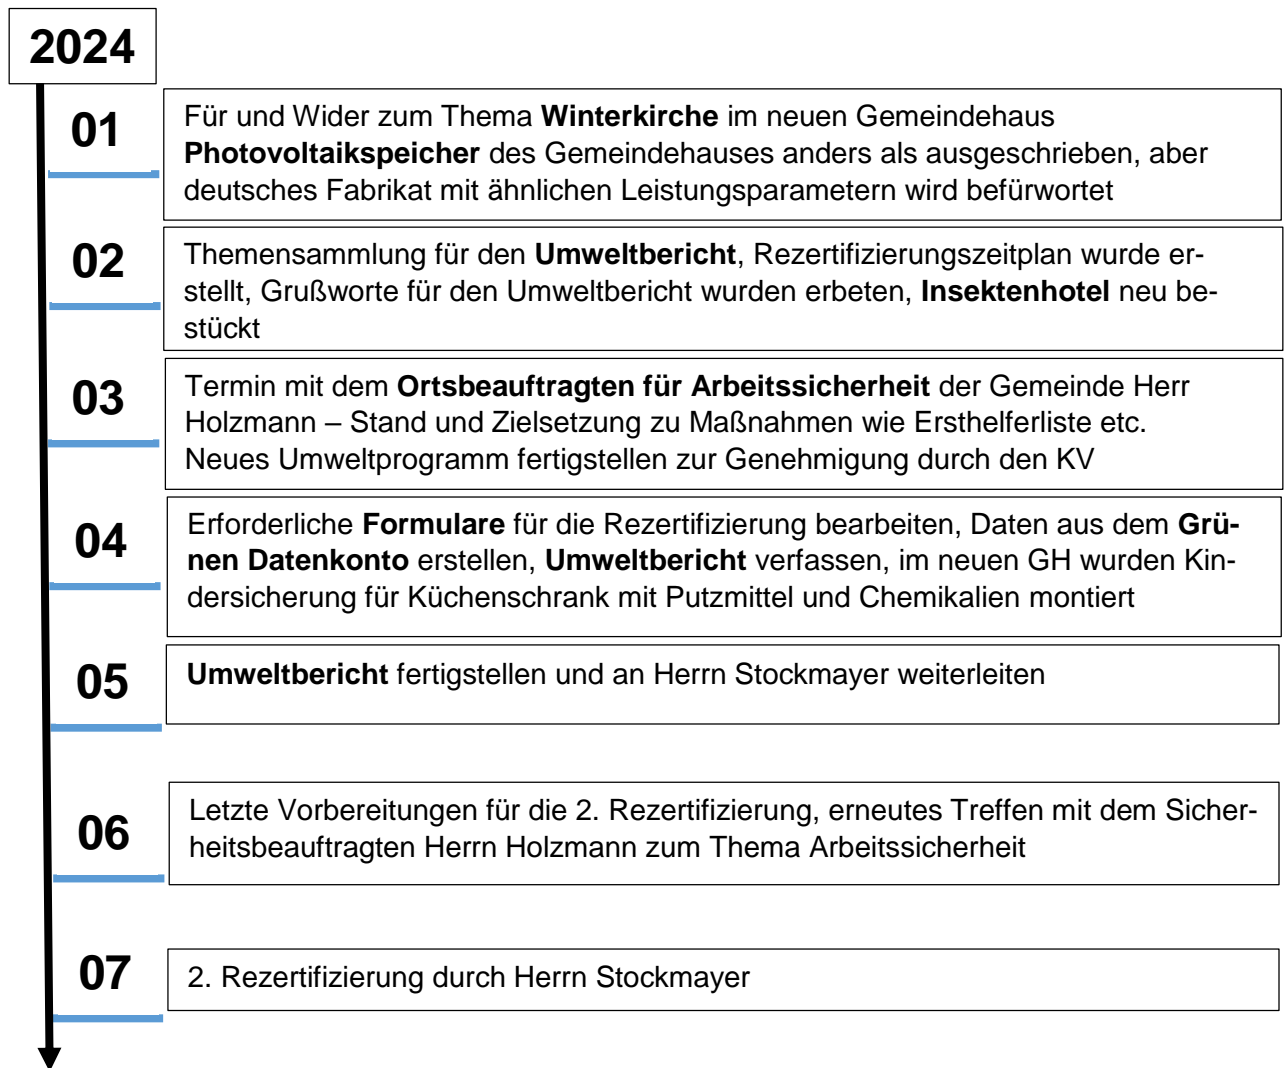 2024
01
Für und Wider zum Thema Winterkirche im neuen Gemeindehaus
Photovoltaikspeicher des Gemeindehauses anders als ausgeschrieben, aber
deutsches Fabrikat mit ähnlichen Leistungsparametern wird befürwortet
02
Themensammlung für den Umweltbericht, Rezertifizierungszeitplan wurde er-
stellt, Grußworte für den Umweltbericht wurden erbeten, Insektenhotel neu be-
stückt
03
Termin mit dem Ortsbeauftragten für Arbeitssicherheit der Gemeinde Herr
Holzmann – Stand und Zielsetzung zu Maßnahmen wie Ersthelferliste etc.
Neues Umweltprogramm fertigstellen zur Genehmigung durch den KV
04
Erforderliche Formulare für die Rezertifizierung bearbeiten, Daten aus dem Grü-
nen Datenkonto erstellen, Umweltbericht verfassen, im neuen GH wurden Kin-
dersicherung für Küchenschrank mit Putzmittel und Chemikalien montiert
05
Umweltbericht fertigstellen und an Herrn Stockmayer weiterleiten
06
Letzte Vorbereitungen für die 2. Rezertifizierung, erneutes Treffen mit dem Sicher-
heitsbeauftragten Herrn Holzmann zum Thema Arbeitssicherheit
07
2. Rezertifizierung durch Herrn Stockmayer